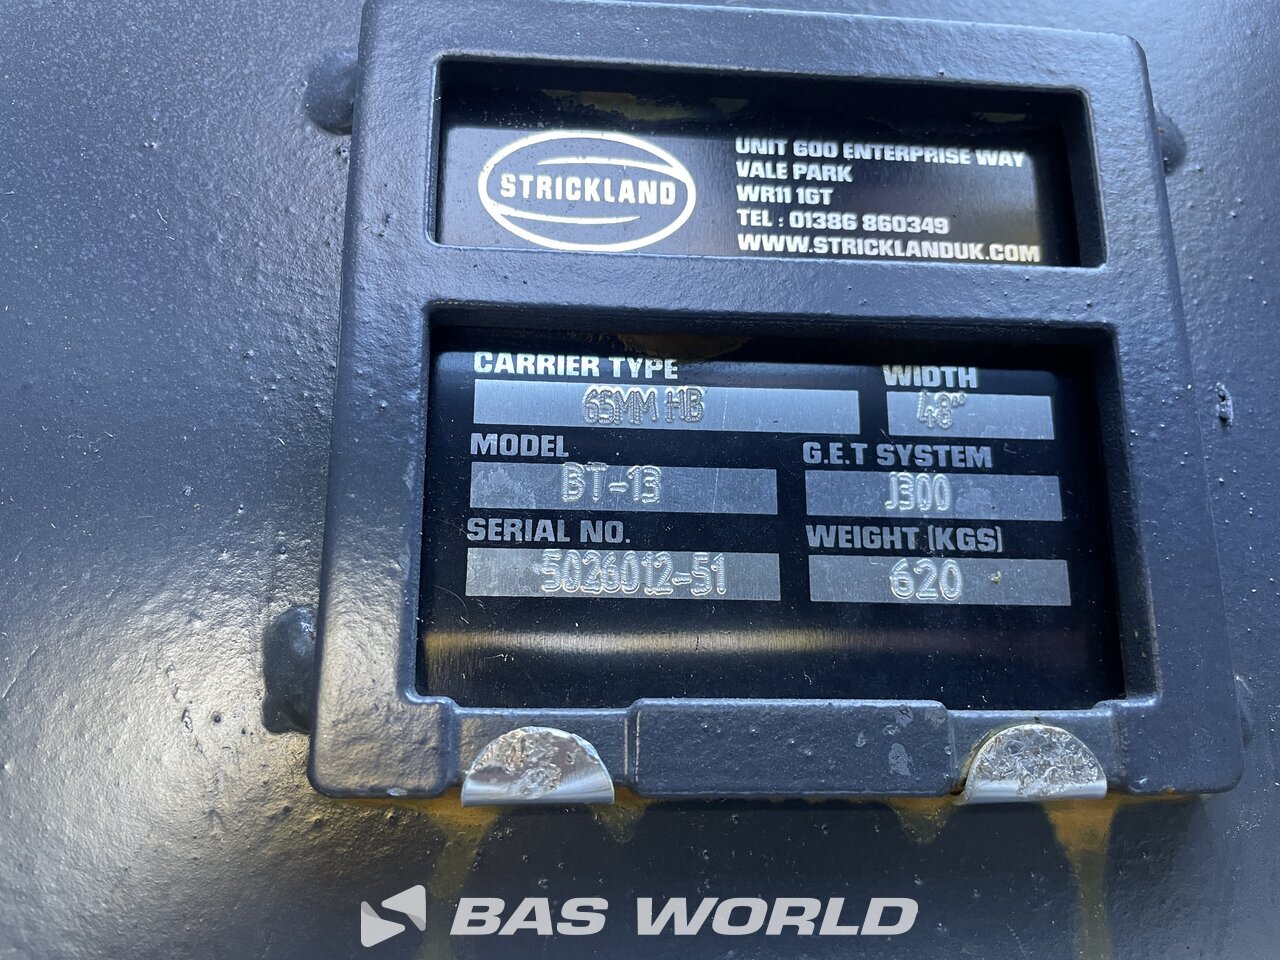 STRICKLAND
UNIT 600 ENTERPRISE WAY
VALE PARK
WR11 1GT
TEL : 01386 860349
WWW.STRICKLANDUK.COM
CARRIER TYPE
65MM HB
WIDTH
48"
MODEL
BT-13
G.E.T SYSTEM
J300
SERIAL NO.
5026012-51
WEIGHT (KGS)
620
BAS WORLD